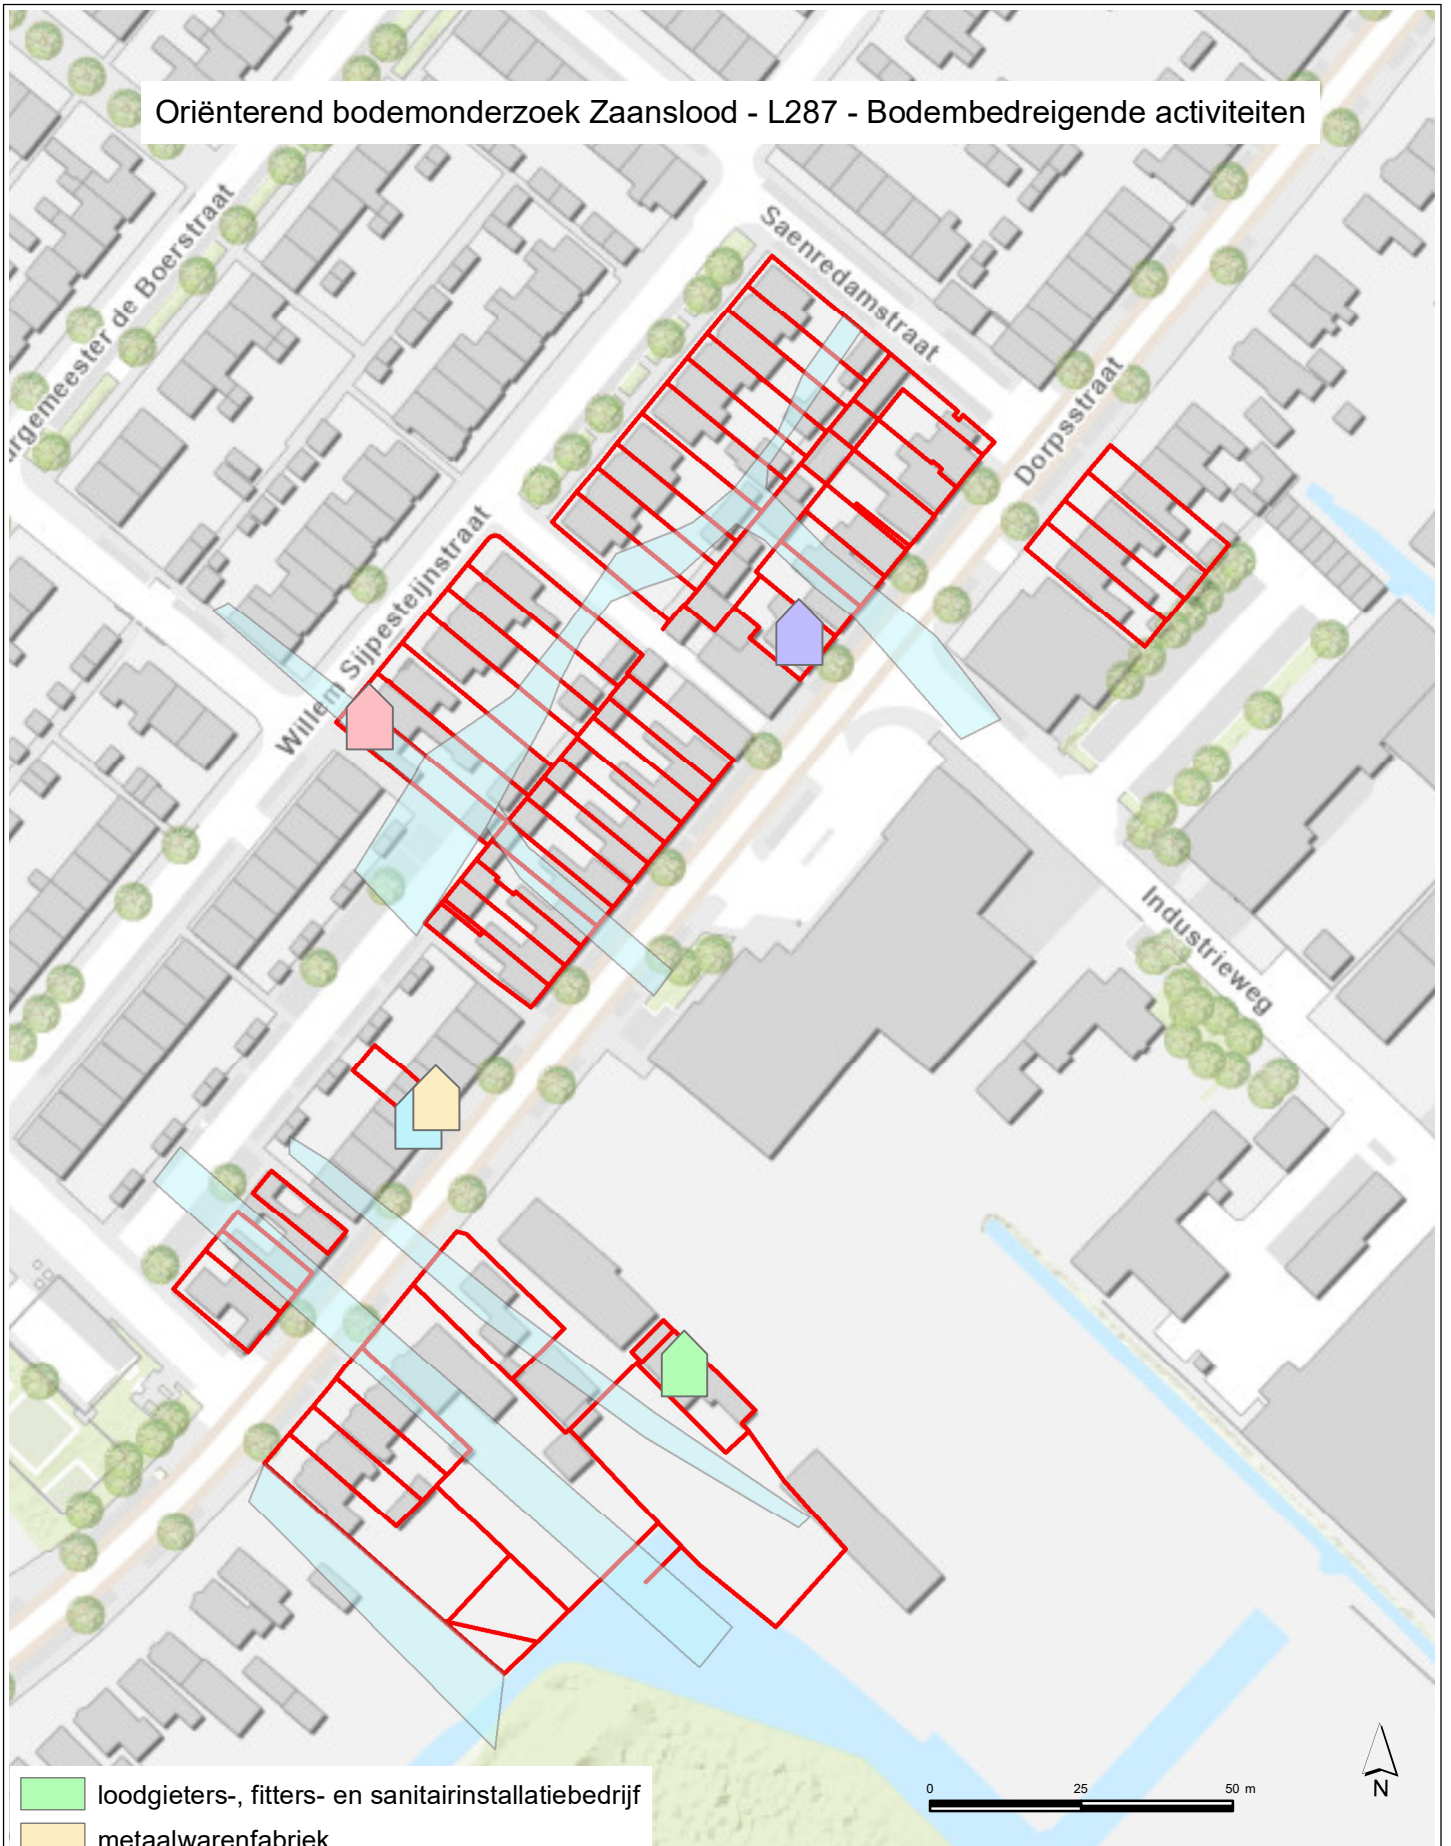 Oriënterend bodemonderzoek Zaanslood - L287 - Bodembedreigende activiteiten
Saenredamstraat
rgemeester de Boerstraat
Dorpsstraat
Willem Sijpesteijnstraat
Industrieweg
loodgieters-, fitters- en sanitairinstallatiebedrijf
metaalwarenfabriek
0 25 50 m
N